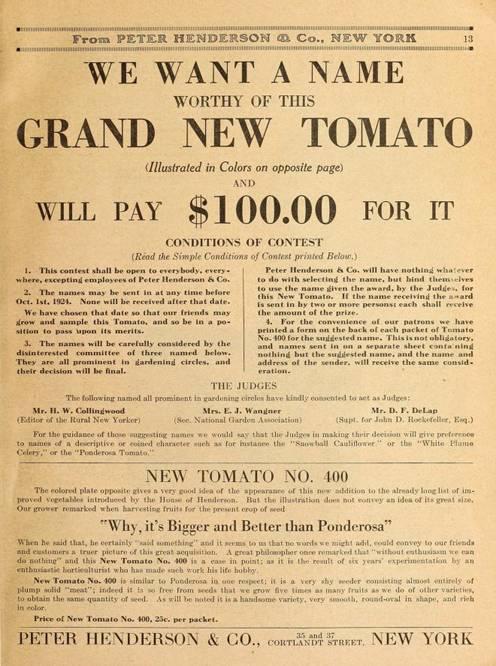 From PETER HENDERSON & Co., NEW YORK 13
WE WANT A NAME
WORTHY OF THIS
GRAND NEW TOMATO
(Illustrated in Colors on opposite page)
AND
WILL PAY $100.00 FOR IT
CONDITIONS OF CONTEST
(Read the Simple Conditions of Contest printed Below.)
1. This contest shall be open to everybody, every-
where, excepting employees of Peter Henderson & Co.
2. The names may be sent in at any time before
Oct. 1st, 1924. None will be received after that date.
We have chosen that date so that our friends may
grow and sample this Tomato, and so be in a po-
sition to pass upon its merits.
3. The names will be carefully considered by the
disinterested committee of three named below.
They are all prominent in gardening circles, and
their decision will be final.
Peter Henderson & Co. will have nothing whatever
to do with selecting the name, but bind themselves
to use the name given the award, by the Judges, for
this New Tomato. If the name receiving the award
is sent in by two or more persons; each shall receive
the amount of the prize.
4. For the convenience of our patrons we have
printed a form on the back of each packet of Tomato
No. 400 for the suggested name. This is not obligatory,
and names sent in on a separate sheet containing
nothing but the suggested name, and the name and
address of the sender, will receive the same consid-
eration.
THE JUDGES
The following named all prominent in gardening circles have kindly consented to act as Judges:
Mr. H. W. Collingwood Mrs. E. J. Wangner Mr. D. F. DeLap
(Editor of the Rural New Yorker) (Sec. National Garden Association) (Supt. for John D. Rockefeller, Esq.)
For the guidance of those suggesting names we would say that the Judges in making their decision will give preference
to names of a descriptive or coined character such as for instance the "Snowball Cauliflower." or the "White Plume
Celery," or the "Ponderosa Tomato."
NEW TOMATO NO. 400
The colored plate opposite gives a very good idea of the appearance of this new addition to the already long list of im-
proved vegetables introduced by the House of Henderson. But the illustration does not convey an idea of its great size,
Our grower remarked when harvesting fruits for the present crop of seed
"Why, it's Bigger and Better than Ponderosa"
When he said that, he certainly "said something" and it seems to us that no words we might add, could convey to our friends
and customers a truer picture of this great acquisition. A great philosopher once remarked that "without enthusiasm we can
do nothing" and this New Tomato No. 400 is a case in point; as it is the result of six years' experimentation by an
enthusiastic horticulturist who has made such work his life hobby.
New Tomato No. 400 is similar to Ponderosa in one respect; it is a very shy seeder consisting almost entirely of
plump solid "meat"; indeed it is so free from seeds that we grow five times as many fruits as we do of other varieties,
to obtain the same quantity of seed. As will be noted it is a handsome variety, very smooth, round-oval in shape, and rich
in color.
Price of New Tomato No. 400, 25c. per packet.
PETER HENDERSON & CO., 35 and 37 CORTLANDT STREET, NEW YORK